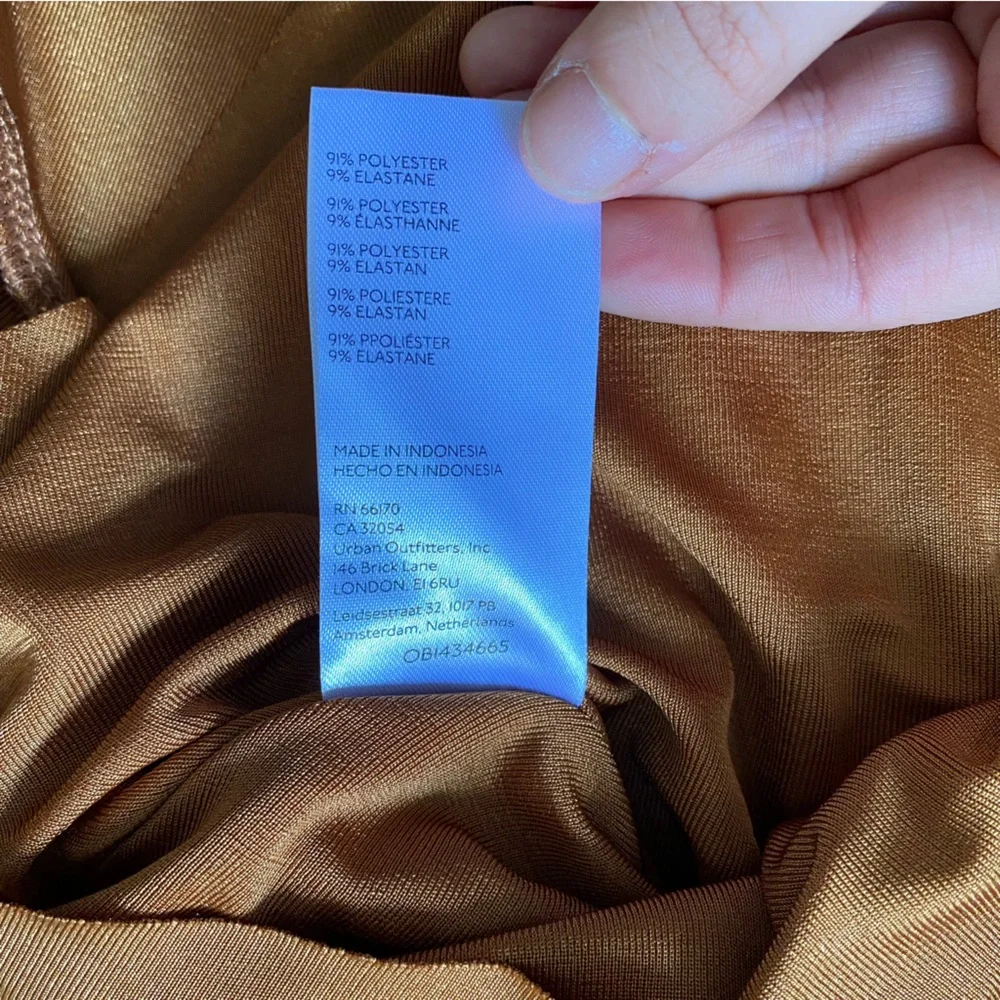 91% POLYESTER
9% ELASTANE
91% POLYESTER
9% ÉLASTHANNE
91% POLYESTER
9% ELASTAN
91% POLIESTERE
9% ELASTAN
91% PPOLIÉSTER
9% ELASTANE
MADE IN INDONESIA
HECHO EN INDONESIA
RN 66170
CA 32054
Urban Outfitters, Inc
146 Brick Lane
LONDON. E1 6RU
Leidsestraat 32, 1017 PB
Amsterdam, Netherlands
OB1434665